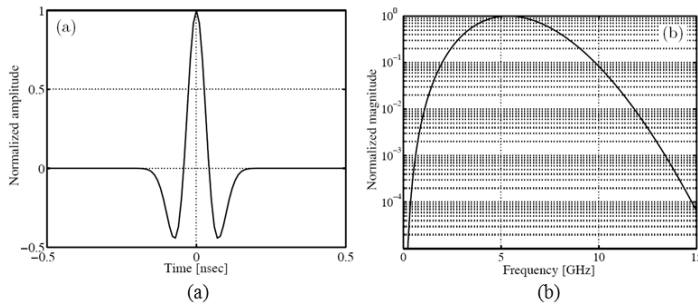 (a)
Normalized amplitude
1
0.5
0
-0.5
-0.5
0
0.5
Time [nsec]
(a)
(b)
Normalized magnitude
10^0
10^-1
10^-2
10^-3
10^-4
0
5
10
15
Frequency [GHz]
(b)